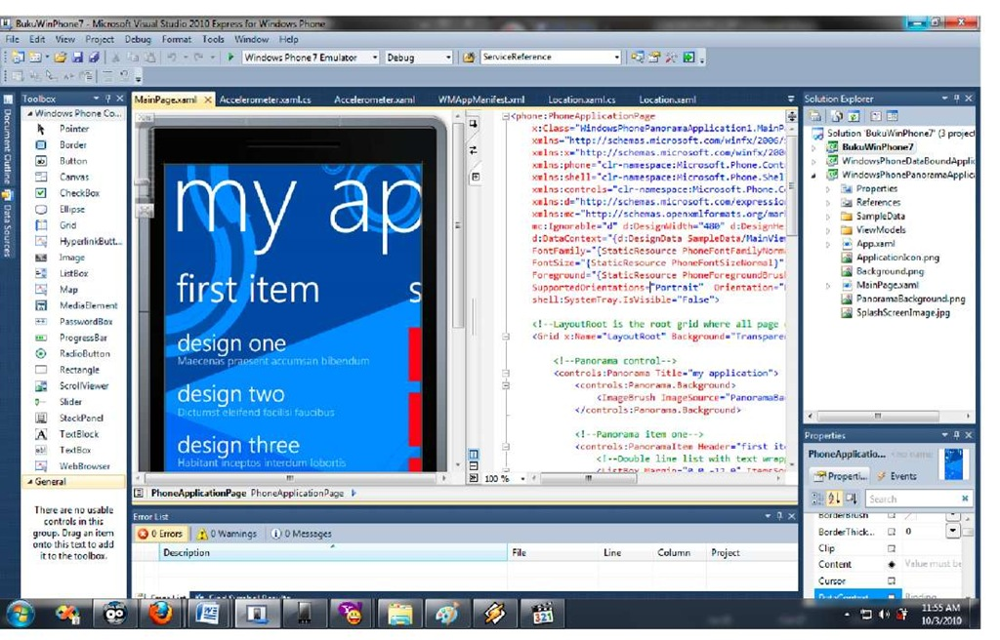 BukuWinPhone7 - Microsoft Visual Studio 2010 Express for Windows Phone
File Edit View Project Debug Format Tools Window Help
Windows Phone 7 Emulator Debug ServiceReference
Document Outline
Data Sources
Toolbox
Windows Phone Co...
Pointer
Border
Button
Canvas
CheckBox
Ellipse
Grid
HyperlinkButt...
Image
ListBox
Map
MediaElement
PasswordBox
ProgressBar
RadioButton
Rectangle
ScrollViewer
Slider
StackPanel
TextBlock
TextBox
WebBrowser
General
There are no usable
controls in this
group. Drag an item
onto this text to add
it to the toolbox.
MainPage.xaml Accelerometer.xaml.cs Accelerometer.xaml WMAppManifest.xml Location.xaml.cs Location.xaml
my ap
first item s
design one
Maecenas praesent accumsan bibendum
design two
Dictumst eleifend facilisi faucibus
design three
Habitant inceptos interdum lobortis
<phone:PhoneApplicationPage
x:Class="WindowsPhonePanoramaApplication1.MainP
xmlns="http://schemas.microsoft.com/winfx/2006/
xmlns:x="http://schemas.microsoft.com/winfx/200
xmlns:phone="clr-namespace:Microsoft.Phone.Cont
xmlns:shell="clr-namespace:Microsoft.Phone.Shel
xmlns:controls="clr-namespace:Microsoft.Phone.C
xmlns:d="http://schemas.microsoft.com/expressio
xmlns:mc="http://schemas.openxmlformats.org/mar
mc:Ignorable="d" d:DesignWidth="480" d:DesignHe
d:DataContext="{d:DesignData SampleData/MainVie
FontFamily="{StaticResource PhoneFontFamilyNorm
FontSize="{StaticResource PhoneFontSizeNormal}"
Foreground="{StaticResource PhoneForegroundBrus
SupportedOrientations="Portrait" Orientation="
shell:SystemTray.IsVisible="False">
<!--LayoutRoot is the root grid where all page
<Grid x:Name="LayoutRoot" Background="Transpare
<!--Panorama control-->
<controls:Panorama Title="my application">
<controls:Panorama.Background>
<ImageBrush ImageSource="PanoramaBa
</controls:Panorama.Background>
<!--Panorama item one-->
<controls:PanoramaItem Header="first ite
<!--Double line list with text wrapp
<ListBox Margin="0,0,-12,0" ItemsSou
100 %
PhoneApplicationPage PhoneApplicationPage
Error List
0 Errors 0 Warnings 0 Messages
Description File Line Column Project
Error List Find Symbol Results
Solution Explorer
Solution 'BukuWinPhone7' (3 project
BukuWinPhone7
WindowsPhoneDataBoundApplic
WindowsPhonePanoramaApplica
Properties
References
SampleData
ViewModels
App.xaml
ApplicationIcon.png
Background.png
MainPage.xaml
PanoramaBackground.png
SplashScreenImage.jpg
Properties
PhoneApplicatio... <no name>
Properti... Events
Search
BorderBrush
BorderThick... 0
Clip
Content Value must be
Cursor
DataContext Binding
321
11:55 AM
10/3/2010